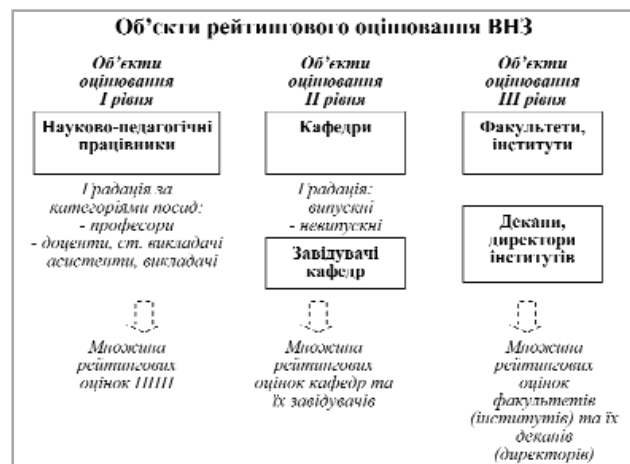 Об’єкти рейтингового оцінювання ВНЗ
Об’єкти
оцінювання
І рівня
Науково-педагогічні
працівники
Градація за
категоріями посад:
- професори
- доценти, ст. викладачі
асистенти, викладачі
Множина
рейтингових
оцінок НПП
Об’єкти
оцінювання
ІІ рівня
Кафедри
Градація:
випускні
- невипускні
Завідувачі
кафедр
Множина
рейтингових
оцінок кафедр та
їх завідувачів
Об’єкти
оцінювання
ІІІ рівня
Факультети,
інститути
Декани,
директори
інститутів
Множина
рейтингових
оцінок
факультетів
(інститутів) та їх
деканів
(директорів)